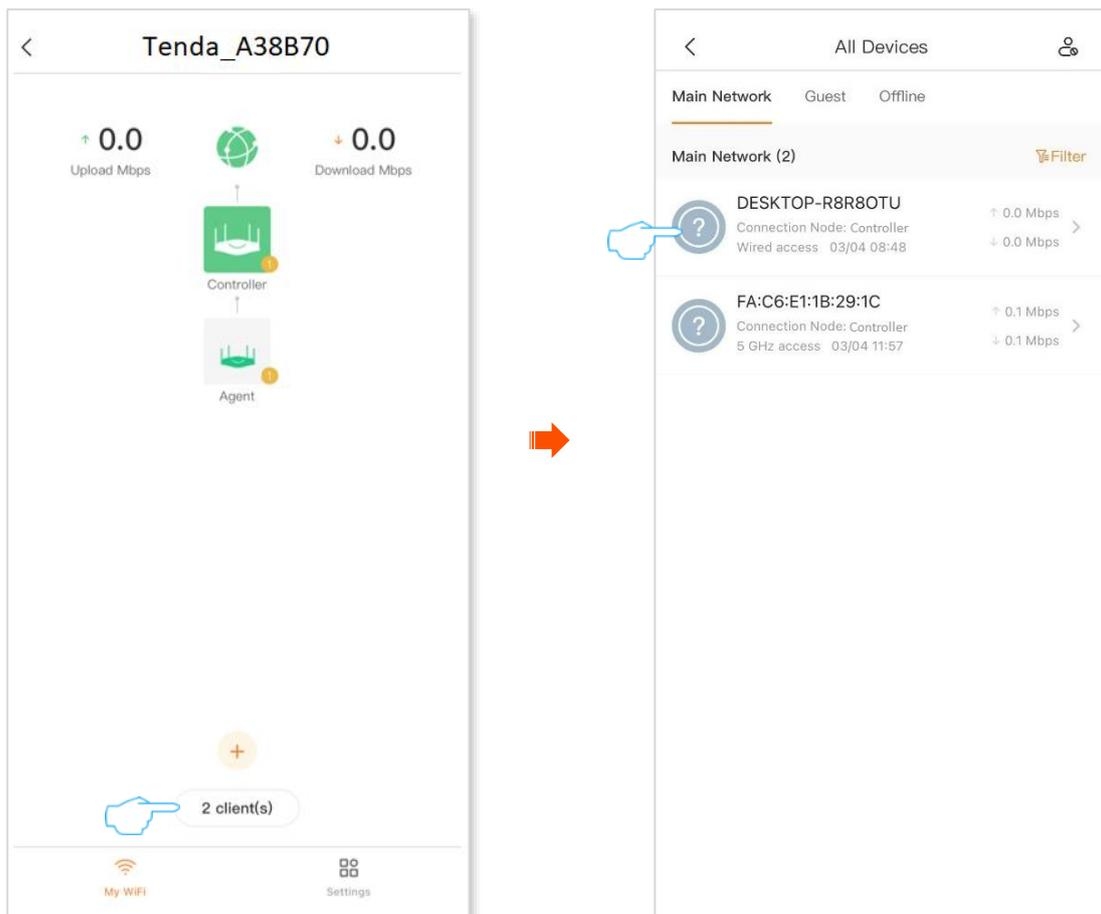 Tenda_A38B70
0.0
Upload Mbps
0.0
Download Mbps
1
Controller
1
Agent
2 client(s)
My WiFi
Settings
All Devices
Main Network Guest Offline
Main Network (2)
Filter
?
DESKTOP-R8R8OTU
Connection Node: Controller
Wired access 03/04 08:48
↑ 0.0 Mbps
↓ 0.0 Mbps
?
FA:C6:E1:1B:29:1C
Connection Node: Controller
5 GHz access 03/04 11:57
↑ 0.1 Mbps
↓ 0.1 Mbps